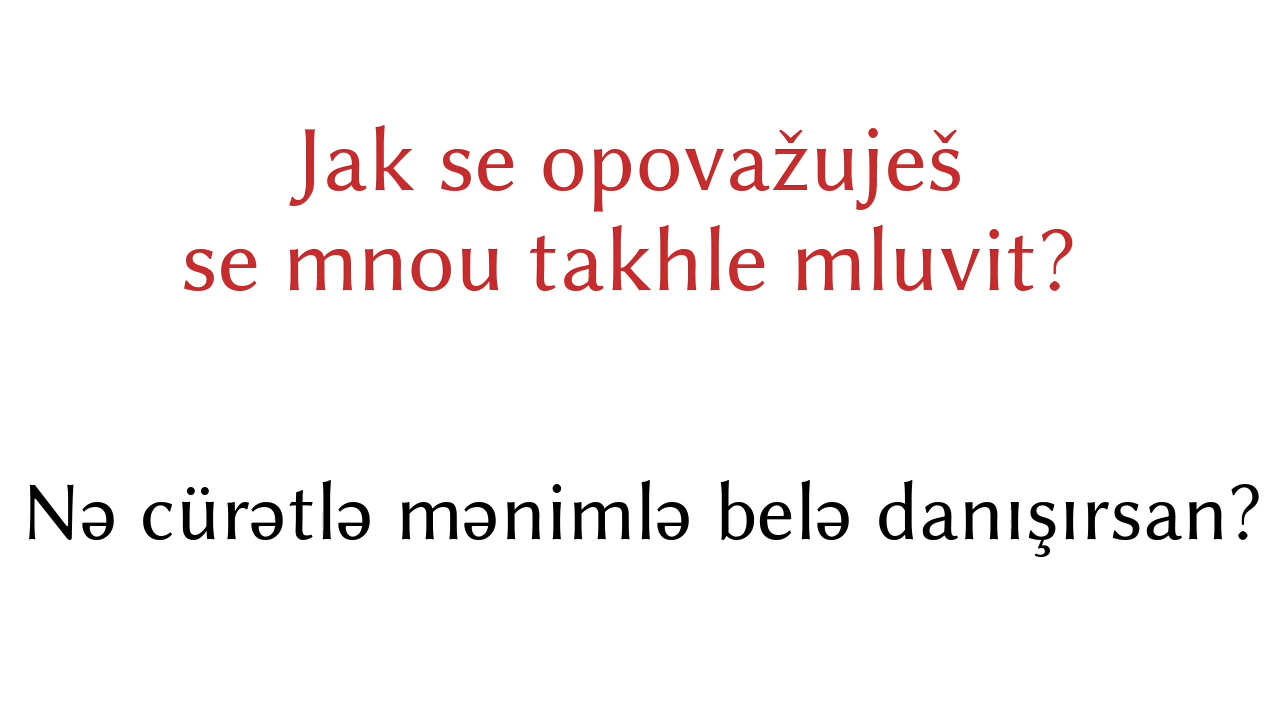 Jak se opovažuješ
se mnou takhle mluvit?
Nə cürətlə mənimlə belə danışırsan?